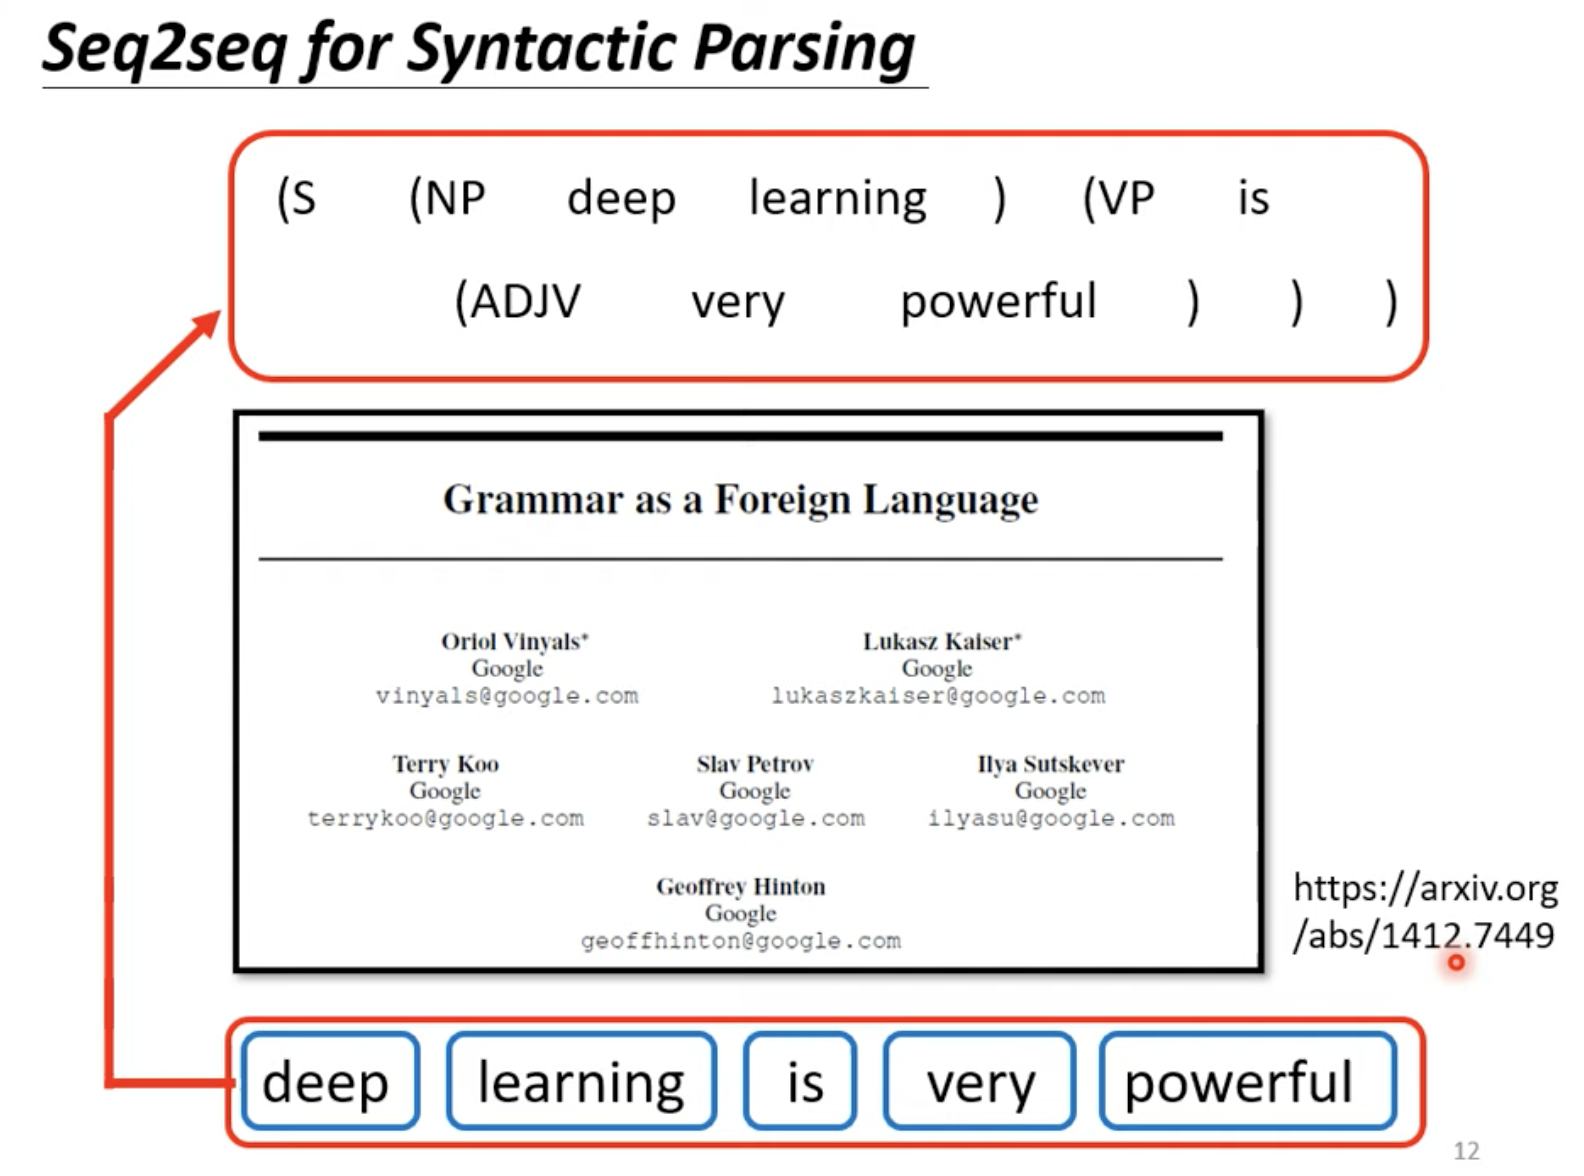 Seq2seq for Syntactic Parsing
(S (NP deep learning ) (VP is
(ADJV very powerful ) ) )
Grammar as a Foreign Language
Oriol Vinyals* Lukasz Kaiser*
Google Google
vinyals@google.com lukaszkaiser@google.com
Terry Koo Slav Petrov Ilya Sutskever
Google Google Google
terrykoo@google.com slav@google.com ilyasu@google.com
Geoffrey Hinton
Google
geoffhinton@google.com
https://arxiv.org
/abs/1412.7449
deep learning is very powerful
12